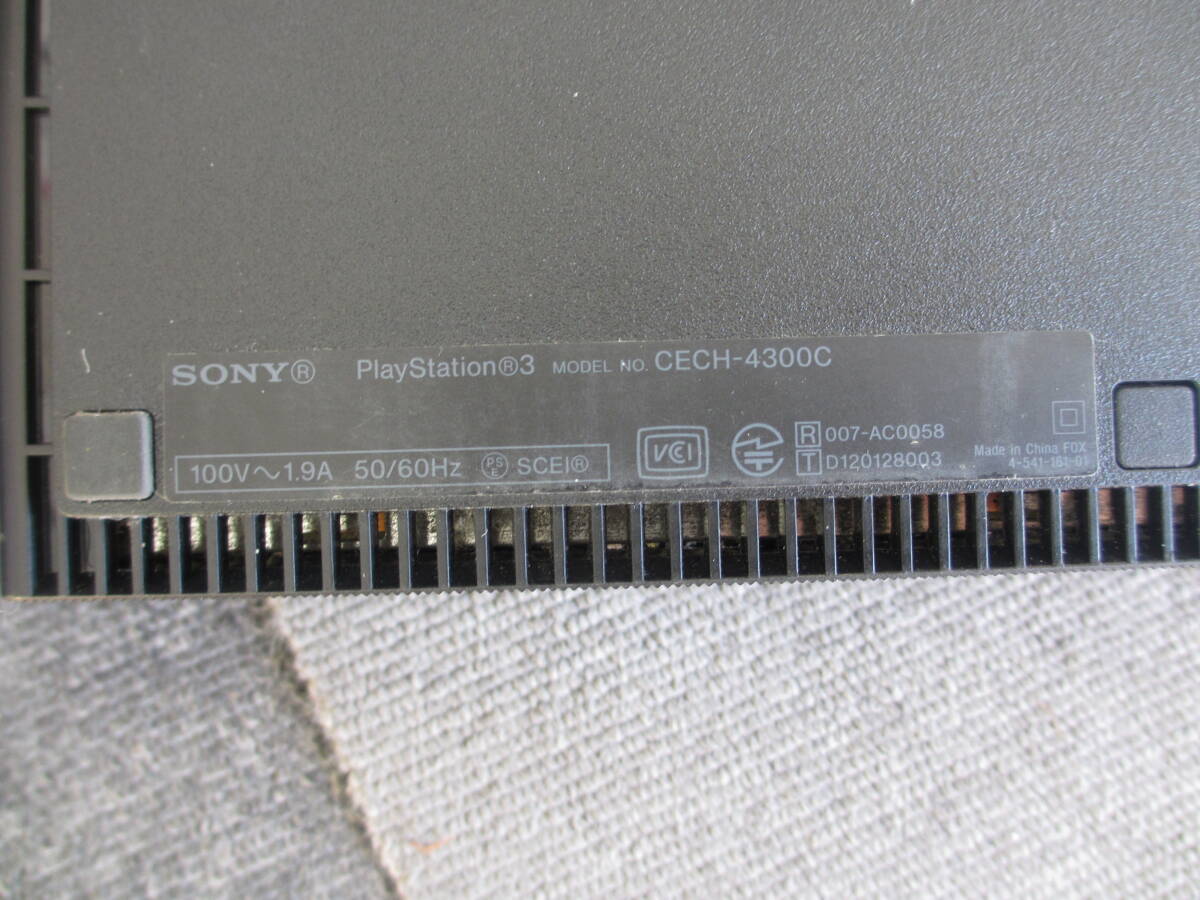 SONY® PlayStation®3 MODEL NO. CECH-4300C
100V～1.9A 50/60Hz PSE SCEI®
VCI
R 007-AC0058
T D120128003
Made in China FOX
4-541-161-01